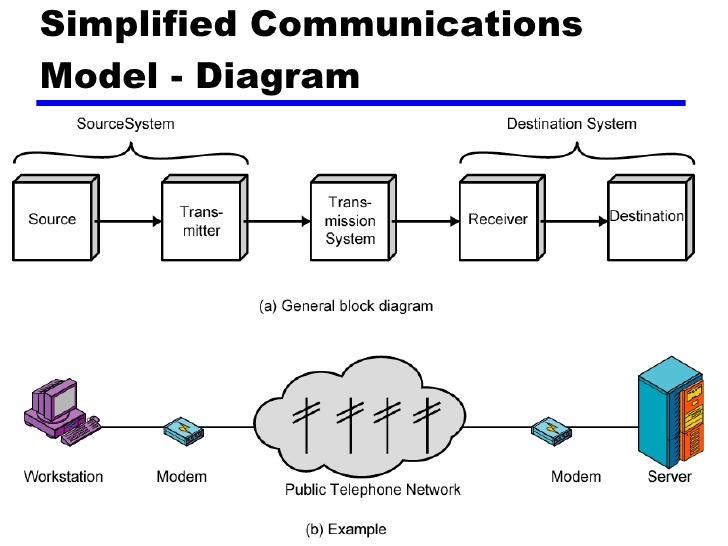 Simplified Communications
Model - Diagram
SourceSystem
Destination System
Source
Trans-
mitter
Trans-
mission
System
Receiver
Destination
(a) General block diagram
Workstation
Modem
Public Telephone Network
Modem
Server
(b) Example